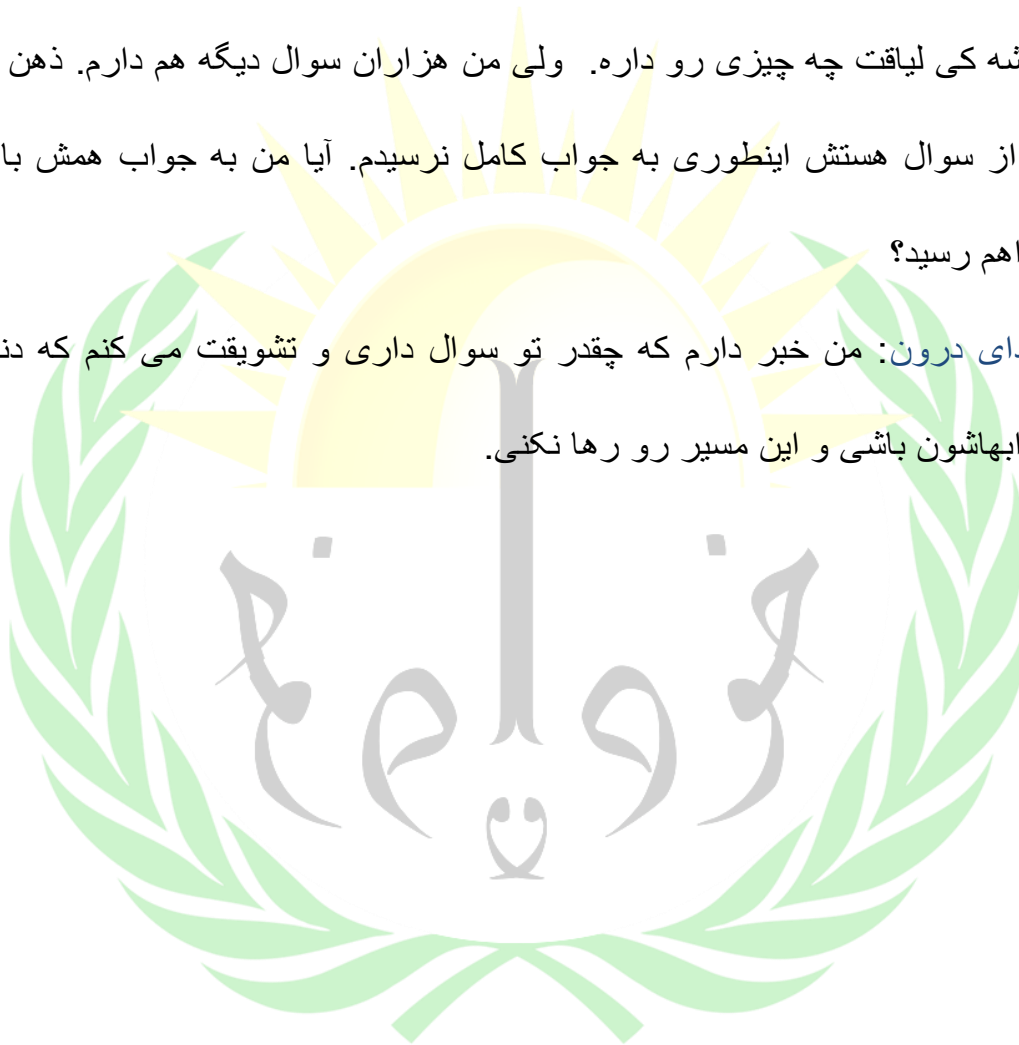 شه کی لیاقت چه چیزی رو داره. ولی من هزاران سوال دیگه هم دارم. ذهن
از سوال هستش اینطوری به جواب کامل نرسیدم. آیا من به جواب همش با
اهم رسید؟
دای درون: من خبر دارم که چقدر تو سوال داری و تشویقت می کنم که دن
ابهاشون باشی و این مسیر رو رها نکنی.